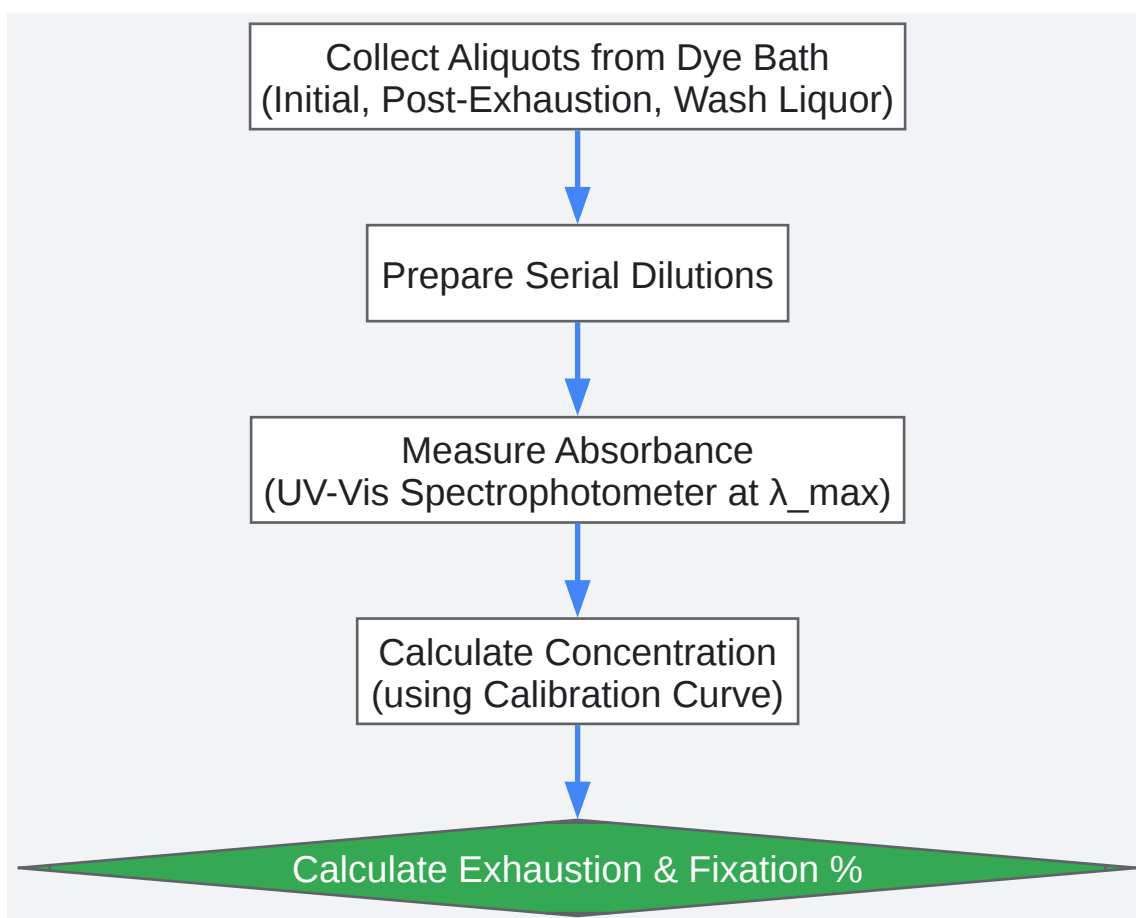 Collect Aliquots from Dye Bath
(Initial, Post-Exhaustion, Wash Liquor)
Prepare Serial Dilutions
Measure Absorbance
(UV-Vis Spectrophotometer at λ_max)
Calculate Concentration
(using Calibration Curve)
Calculate Exhaustion & Fixation %